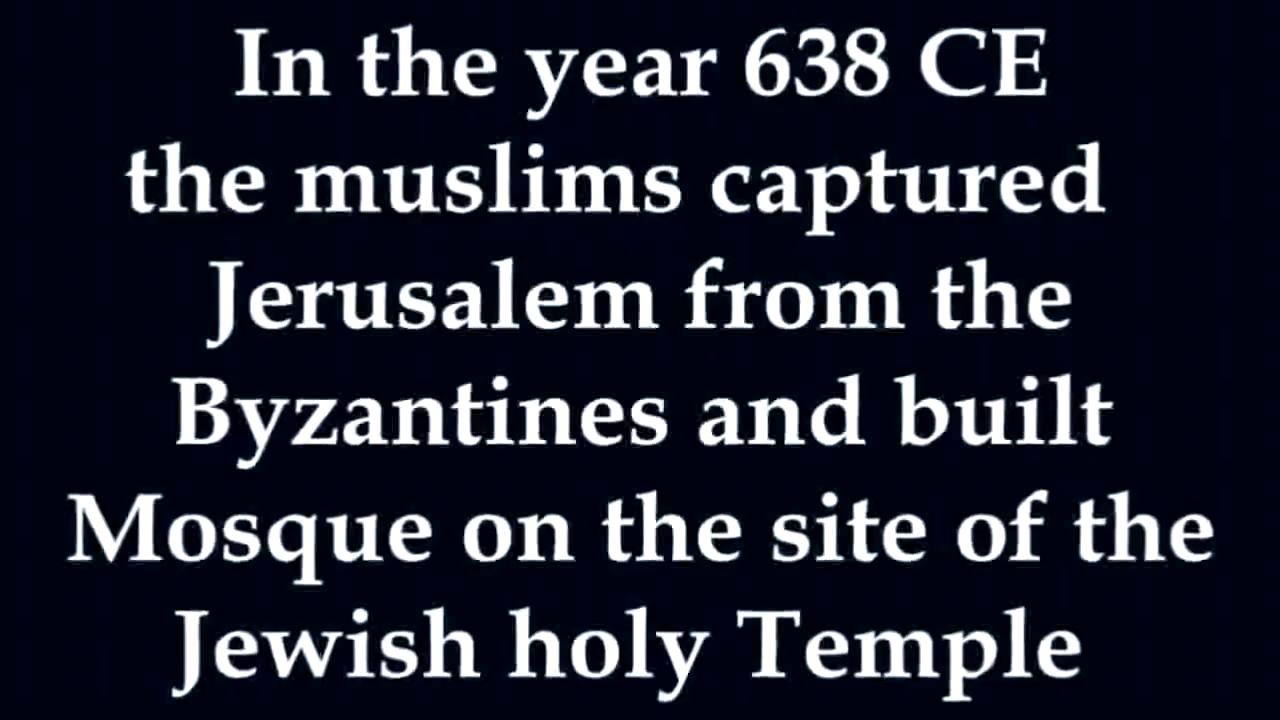 In the year 638 CE
the muslims captured
Jerusalem from the
Byzantines and built
Mosque on the site of the
Jewish holy Temple